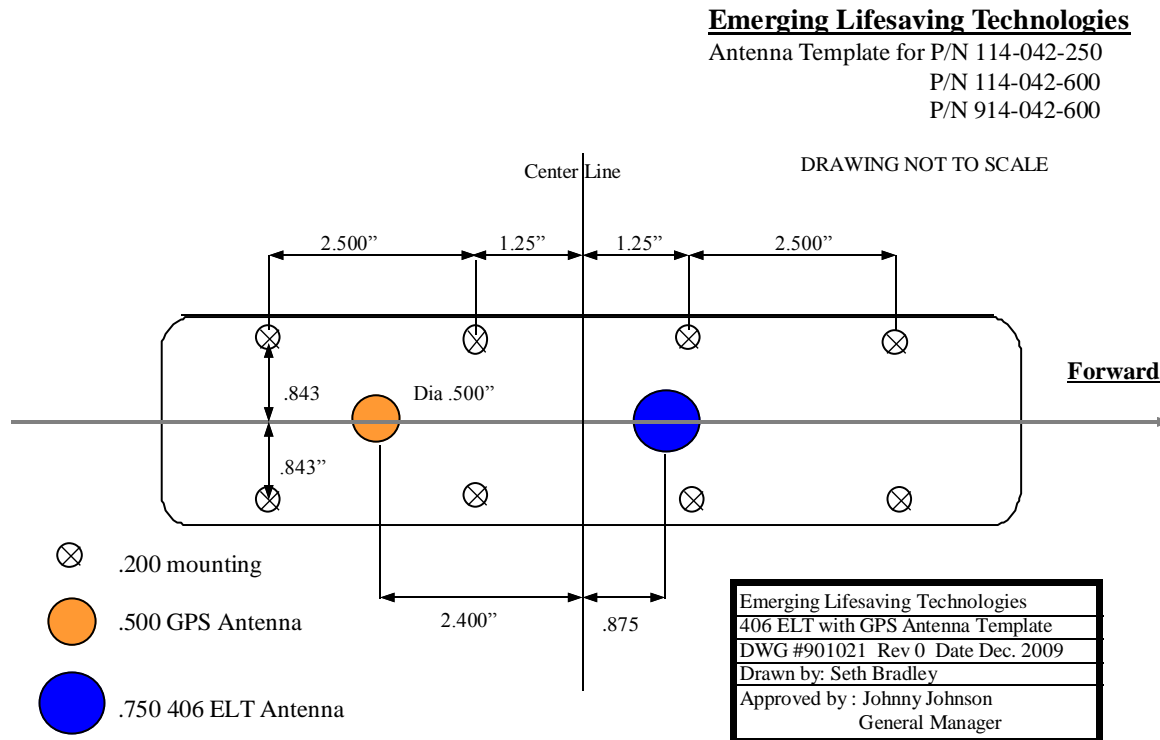 Emerging Lifesaving Technologies
Antenna Template for P/N 114-042-250
P/N 114-042-600
P/N 914-042-600
Center Line
DRAWING NOT TO SCALE
2.500”
1.25”
1.25”
2.500”
Forward
.843
Dia .500”
.843”
.200 mounting
.500 GPS Antenna
.750 406 ELT Antenna
2.400”
.875
Emerging Lifesaving Technologies
406 ELT with GPS Antenna Template
DWG #901021 Rev 0 Date Dec. 2009
Drawn by: Seth Bradley
Approved by : Johnny Johnson
General Manager